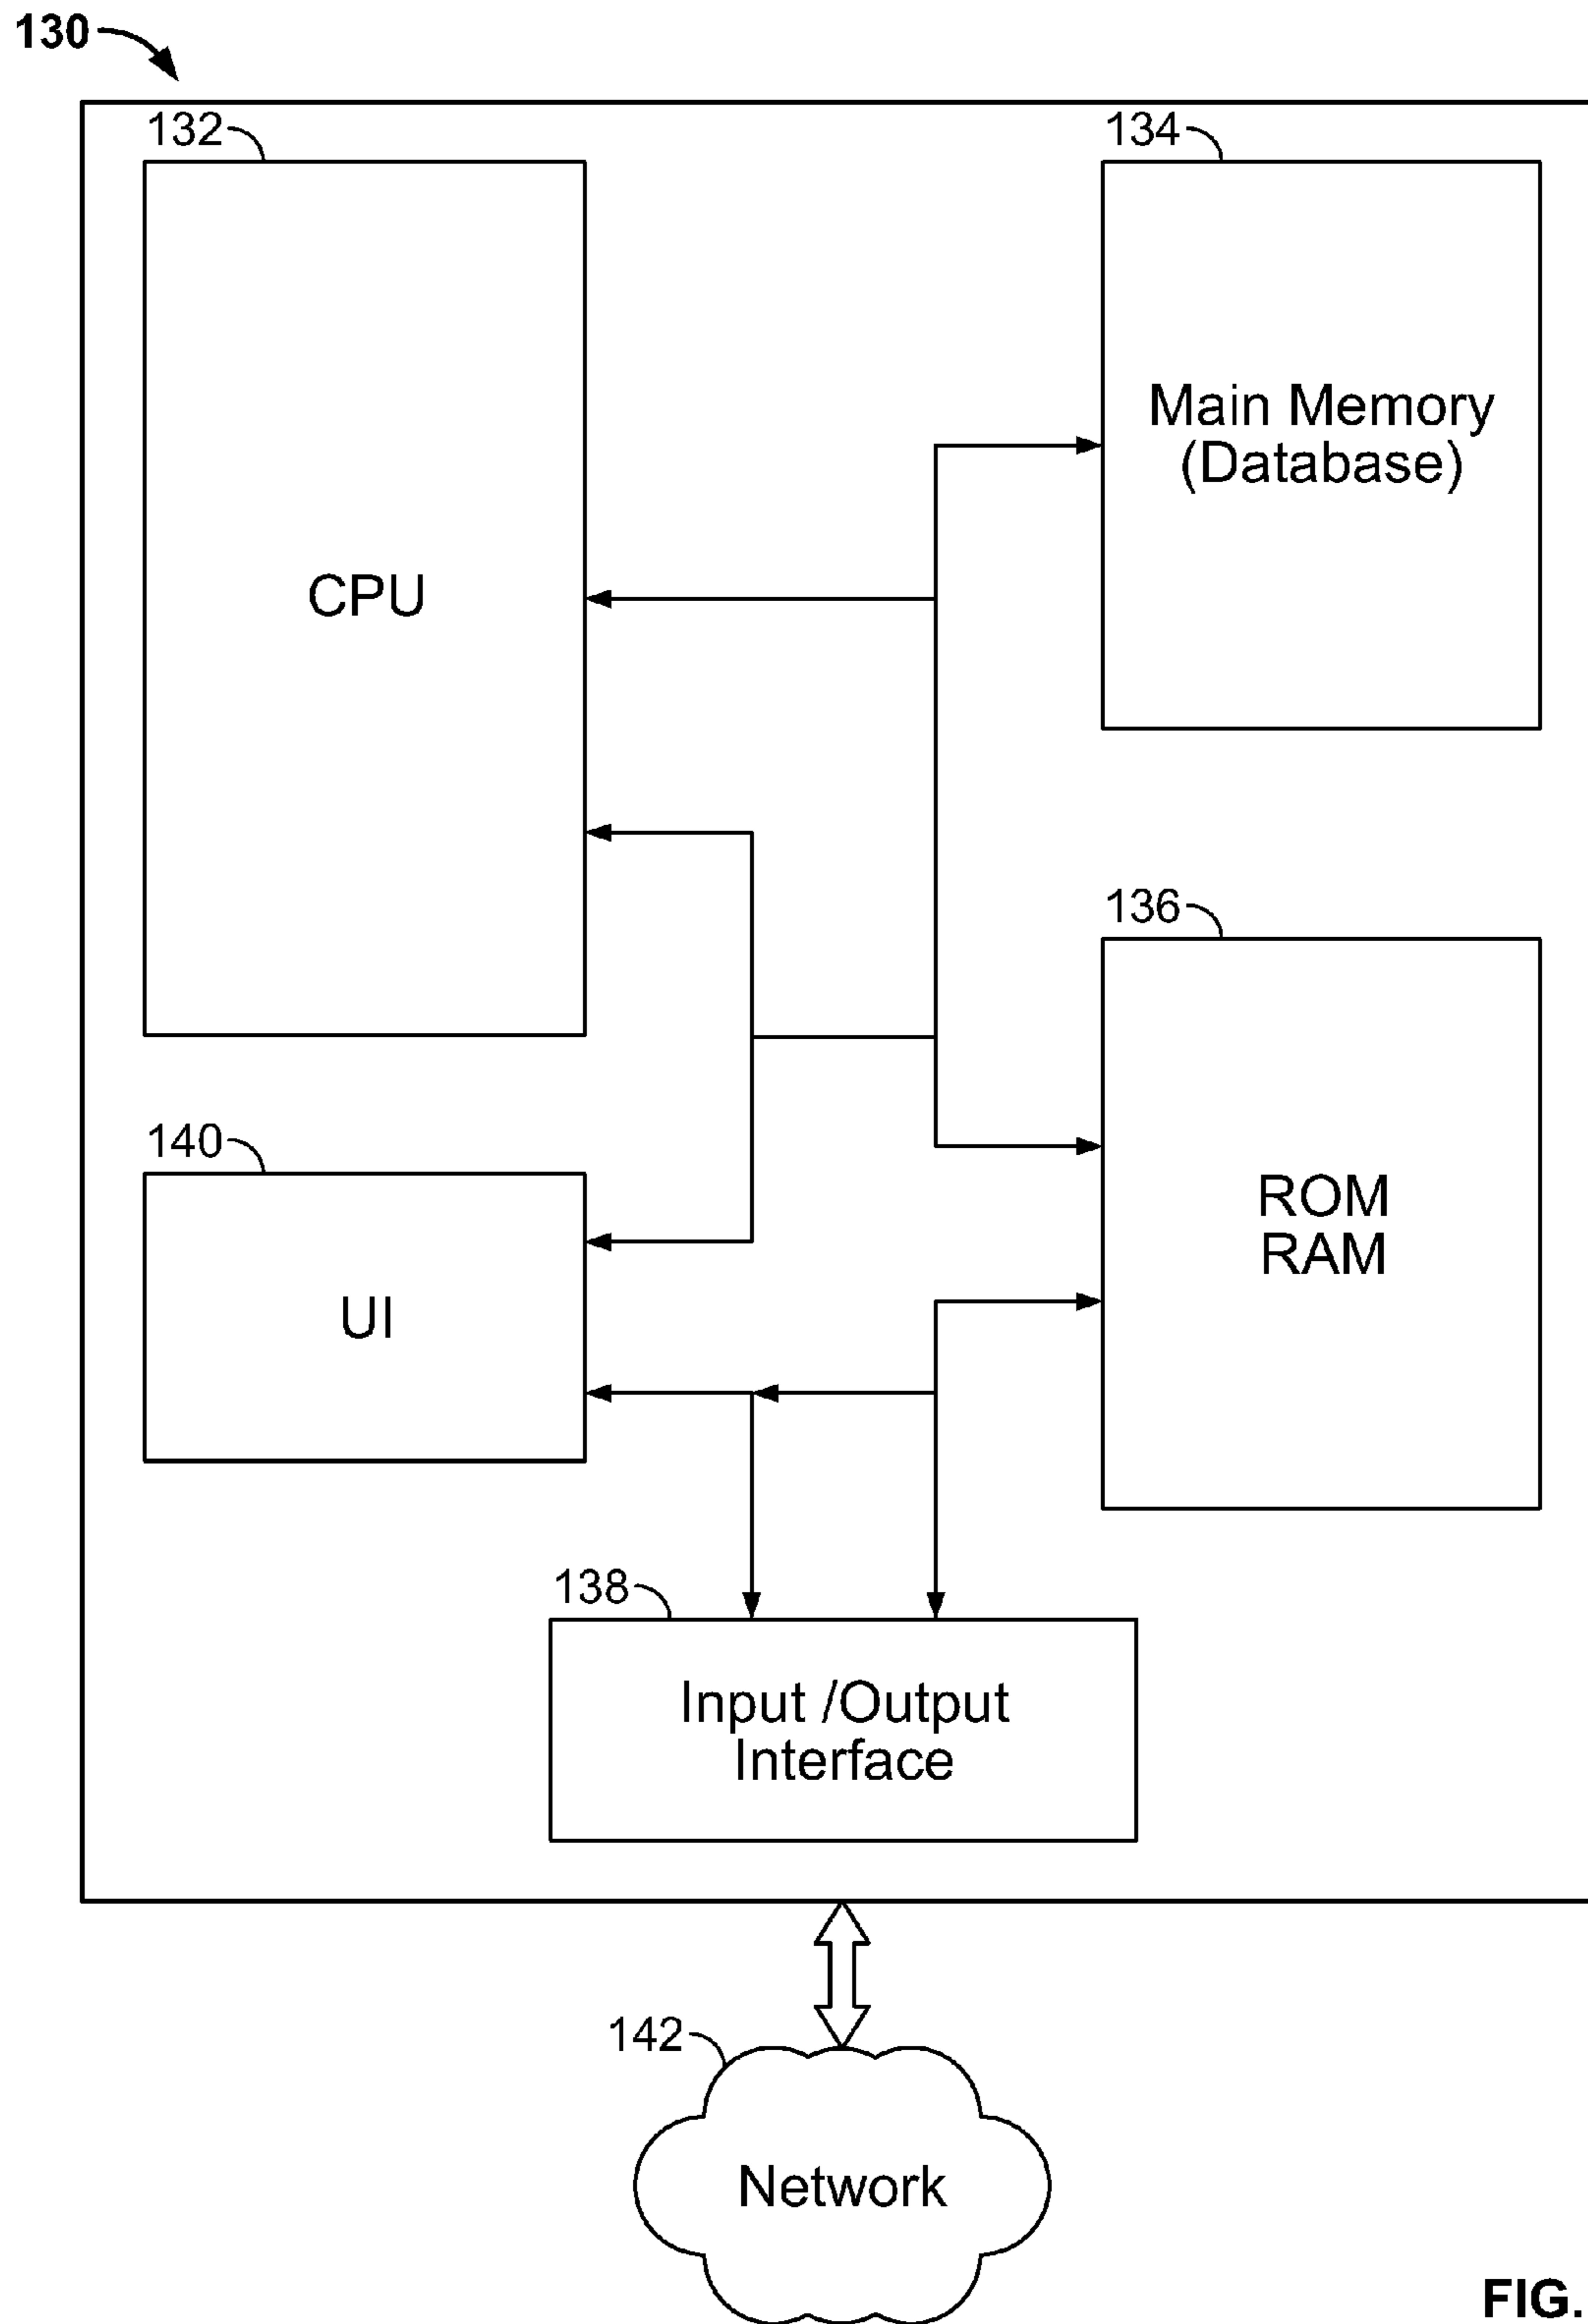 130
132
134
CPU
Main Memory
(Database)
136
140
ROM
RAM
UI
138
Input /Output
Interface
142
Network
FIG.